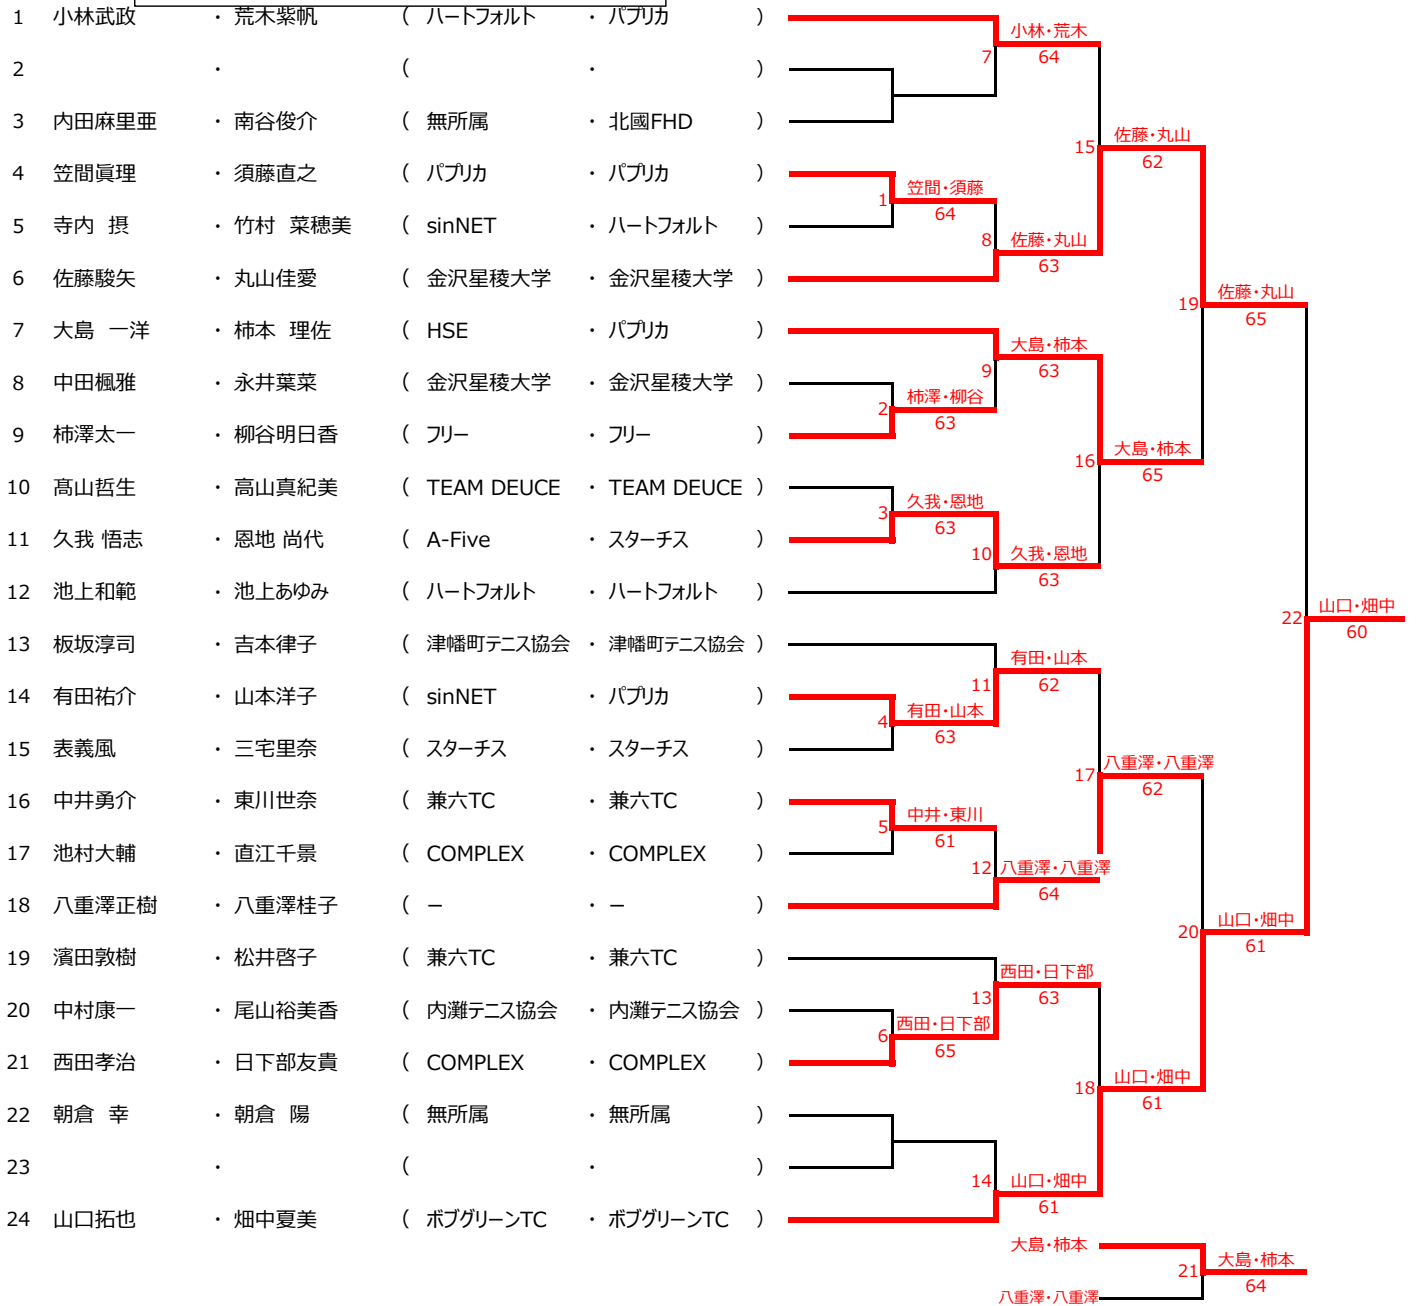 1 小林武政 ・ 荒木紫帆 ( ハートフォルト ・ パプリカ )
2 ・ ( ・ )
3 内田麻里亜 ・ 南谷俊介 ( 無所属 ・ 北國FHD )
4 笠間眞理 ・ 須藤直之 ( パプリカ ・ パプリカ )
5 寺内 摂 ・ 竹村 菜穂美 ( sinNET ・ ハートフォルト )
6 佐藤駿矢 ・ 丸山佳愛 ( 金沢星稜大学 ・ 金沢星稜大学 )
7 大島 一洋 ・ 柿本 理佐 ( HSE ・ パプリカ )
8 中田楓雅 ・ 永井葉菜 ( 金沢星稜大学 ・ 金沢星稜大学 )
9 柿澤太一 ・ 柳谷明日香 ( フリー ・ フリー )
10 髙山哲生 ・ 高山真紀美 ( TEAM DEUCE ・ TEAM DEUCE )
11 久我 悟志 ・ 恩地 尚代 ( A-Five ・ スターチス )
12 池上和範 ・ 池上あゆみ ( ハートフォルト ・ ハートフォルト )
13 板坂淳司 ・ 吉本律子 ( 津幡町テニス協会 ・ 津幡町テニス協会 )
14 有田祐介 ・ 山本洋子 ( sinNET ・ パプリカ )
15 表義風 ・ 三宅里奈 ( スターチス ・ スターチス )
16 中井勇介 ・ 東川世奈 ( 兼六TC ・ 兼六TC )
17 池村大輔 ・ 直江千景 ( COMPLEX ・ COMPLEX )
18 八重澤正樹 ・ 八重澤桂子 ( − ・ − )
19 濱田敦樹 ・ 松井啓子 ( 兼六TC ・ 兼六TC )
20 中村康一 ・ 尾山裕美香 ( 内灘テニス協会 ・ 内灘テニス協会 )
21 西田孝治 ・ 日下部友貴 ( COMPLEX ・ COMPLEX )
22 朝倉 幸 ・ 朝倉 陽 ( 無所属 ・ 無所属 )
23 ・ ( ・ )
24 山口拓也 ・ 畑中夏美 ( ボブグリーンTC ・ ボブグリーンTC )
1 笠間・須藤
64
2 柿澤・柳谷
63
3 久我・恩地
63
4 有田・山本
63
5 中井・東川
61
6 西田・日下部
65
7 小林・荒木
64
8 佐藤・丸山
63
9 大島・柿本
63
10 久我・恩地
63
11 有田・山本
62
12 八重澤・八重澤
64
13 西田・日下部
63
14 山口・畑中
61
15 佐藤・丸山
62
16 大島・柿本
65
17 八重澤・八重澤
62
18 山口・畑中
61
19 佐藤・丸山
65
20 山口・畑中
61
22 山口・畑中
60
大島・柿本
21 大島・柿本
64
八重澤・八重澤